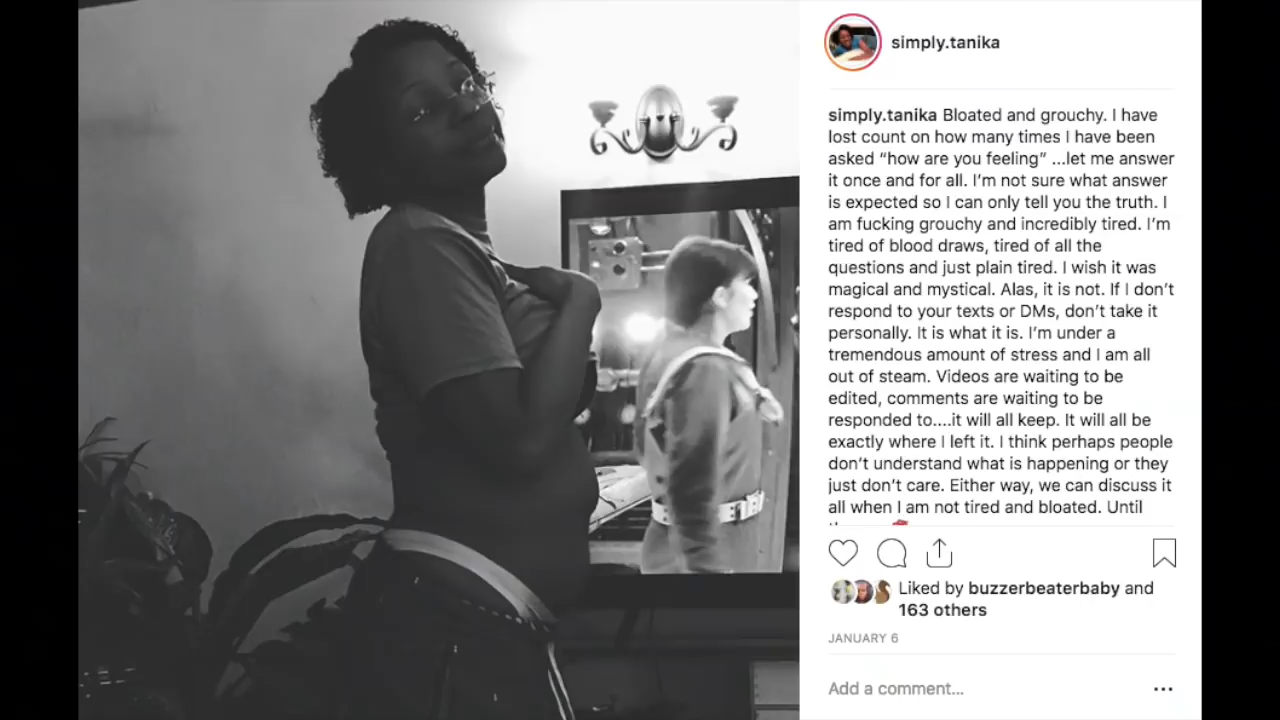 simply.tanika
simply.tanika Bloated and grouchy. I have
lost count on how many times I have been
asked “how are you feeling” ...let me answer
it once and for all. I’m not sure what answer
is expected so I can only tell you the truth. I
am fucking grouchy and incredibly tired. I’m
tired of blood draws, tired of all the
questions and just plain tired. I wish it was
magical and mystical. Alas, it is not. If I don’t
respond to your texts or DMs, don’t take it
personally. It is what it is. I’m under a
tremendous amount of stress and I am all
out of steam. Videos are waiting to be
edited, comments are waiting to be
responded to....it will all keep. It will all be
exactly where I left it. I think perhaps people
don’t understand what is happening or they
just don’t care. Either way, we can discuss it
all when I am not tired and bloated. Until
Liked by buzzerbeaterbaby and
163 others
JANUARY 6
Add a comment...